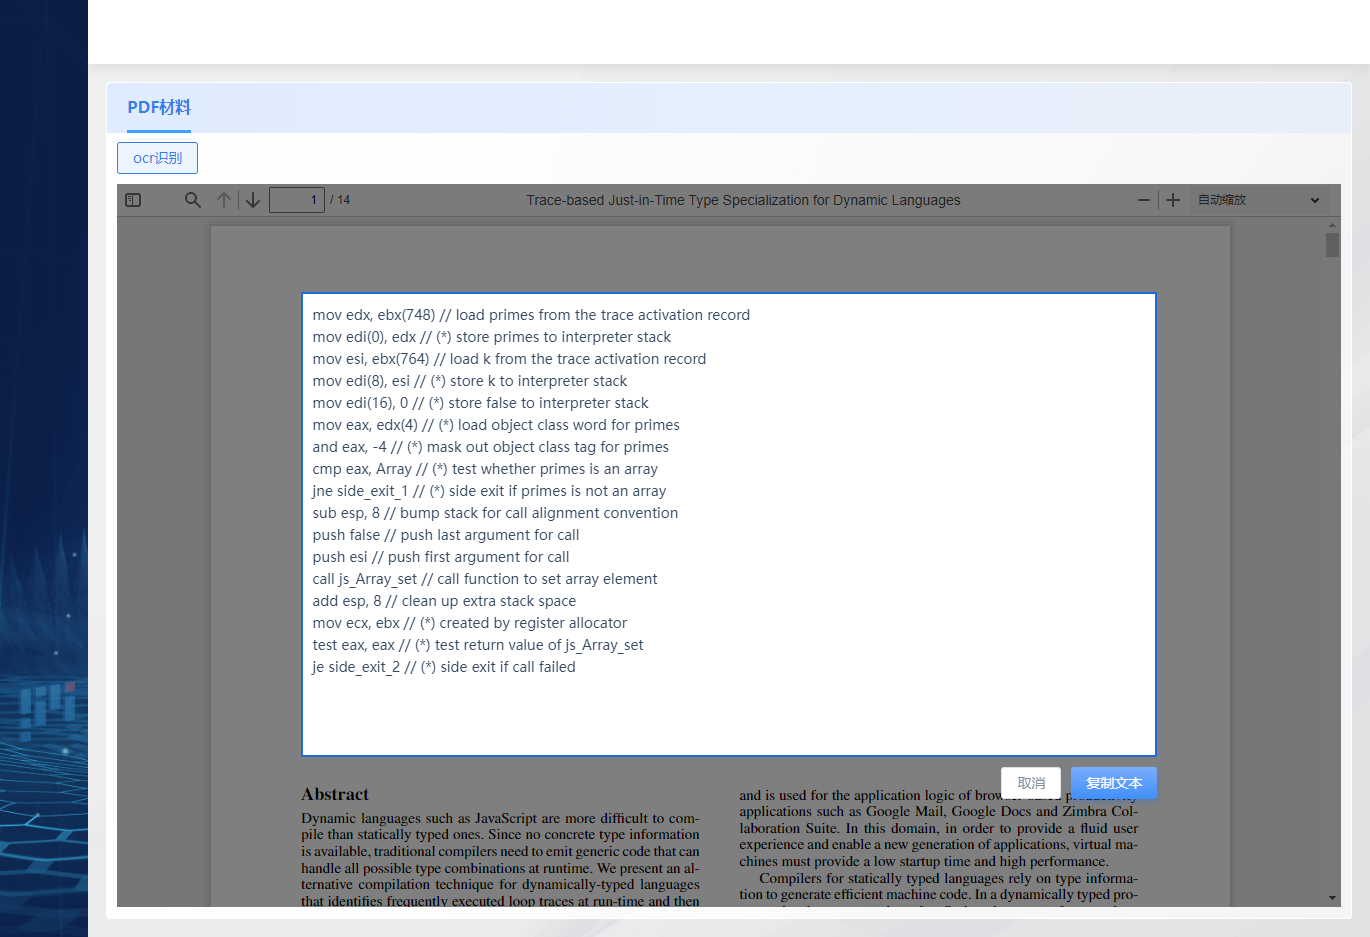 PDF材料
ocr识别
1 / 14
Trace-based Just-in-Time Type Specialization for Dynamic Languages
自动缩放
mov edx, ebx(748) // load primes from the trace activation record
mov edi(0), edx // (*) store primes to interpreter stack
mov esi, ebx(764) // load k from the trace activation record
mov edi(8), esi // (*) store k to interpreter stack
mov edi(16), 0 // (*) store false to interpreter stack
mov eax, edx(4) // (*) load object class word for primes
and eax, -4 // (*) mask out object class tag for primes
cmp eax, Array // (*) test whether primes is an array
jne side_exit_1 // (*) side exit if primes is not an array
sub esp, 8 // bump stack for call alignment convention
push false // push last argument for call
push esi // push first argument for call
call js_Array_set // call function to set array element
add esp, 8 // clean up extra stack space
mov ecx, ebx // (*) created by register allocator
test eax, eax // (*) test return value of js_Array_set
je side_exit_2 // (*) side exit if call failed
取消
复制文本
Abstract
Dynamic languages such as JavaScript are more difficult to com-
pile than statically typed ones. Since no concrete type information
is available, traditional compilers need to emit generic code that can
handle all possible type combinations at runtime. We present an al-
ternative compilation technique for dynamically-typed languages
that identifies frequently executed loop traces at run-time and then
and is used for the application logic of
applications such as Google Mail, Google Docs and Zimbra Col-
laboration Suite. In this domain, in order to provide a fluid user
experience and enable a new generation of applications, virtual ma-
chines must provide a low startup time and high performance.
Compilers for statically typed languages rely on type informa-
tion to generate efficient machine code. In a dynamically typed pro-